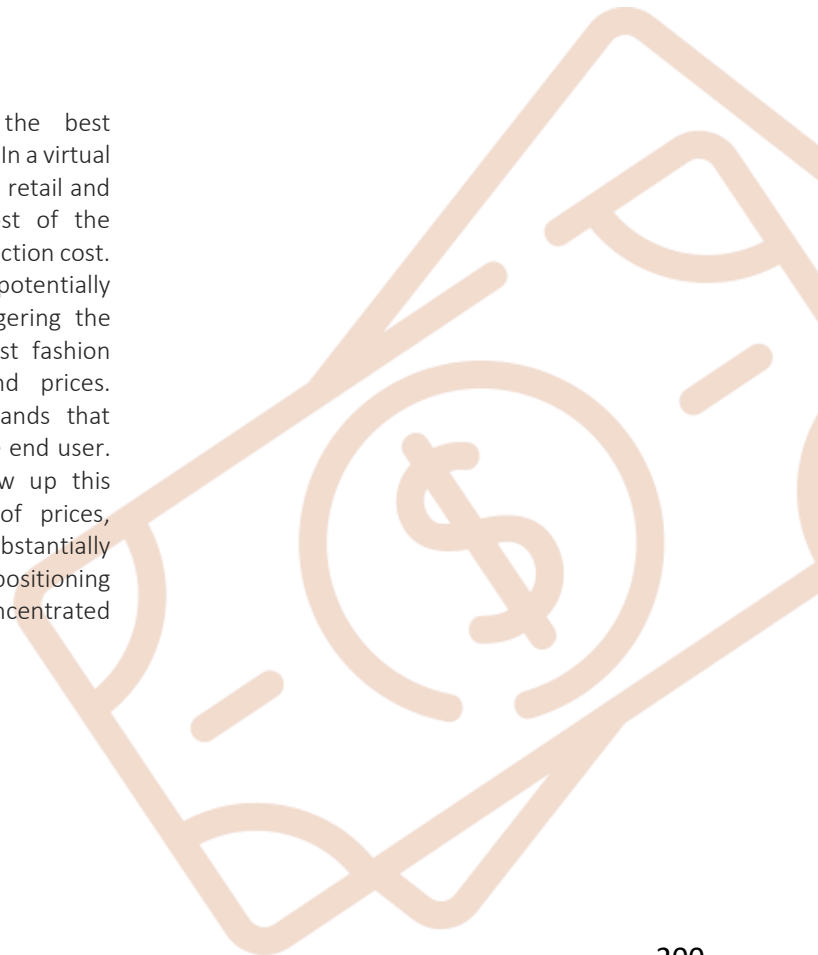 the best
In a virtual
retail and
st of the
ction cost.
potentially
gering the
st fashion
nd prices.
ands that
end user.
w up this
of prices,
bstantially
positioning
ncentrated
$